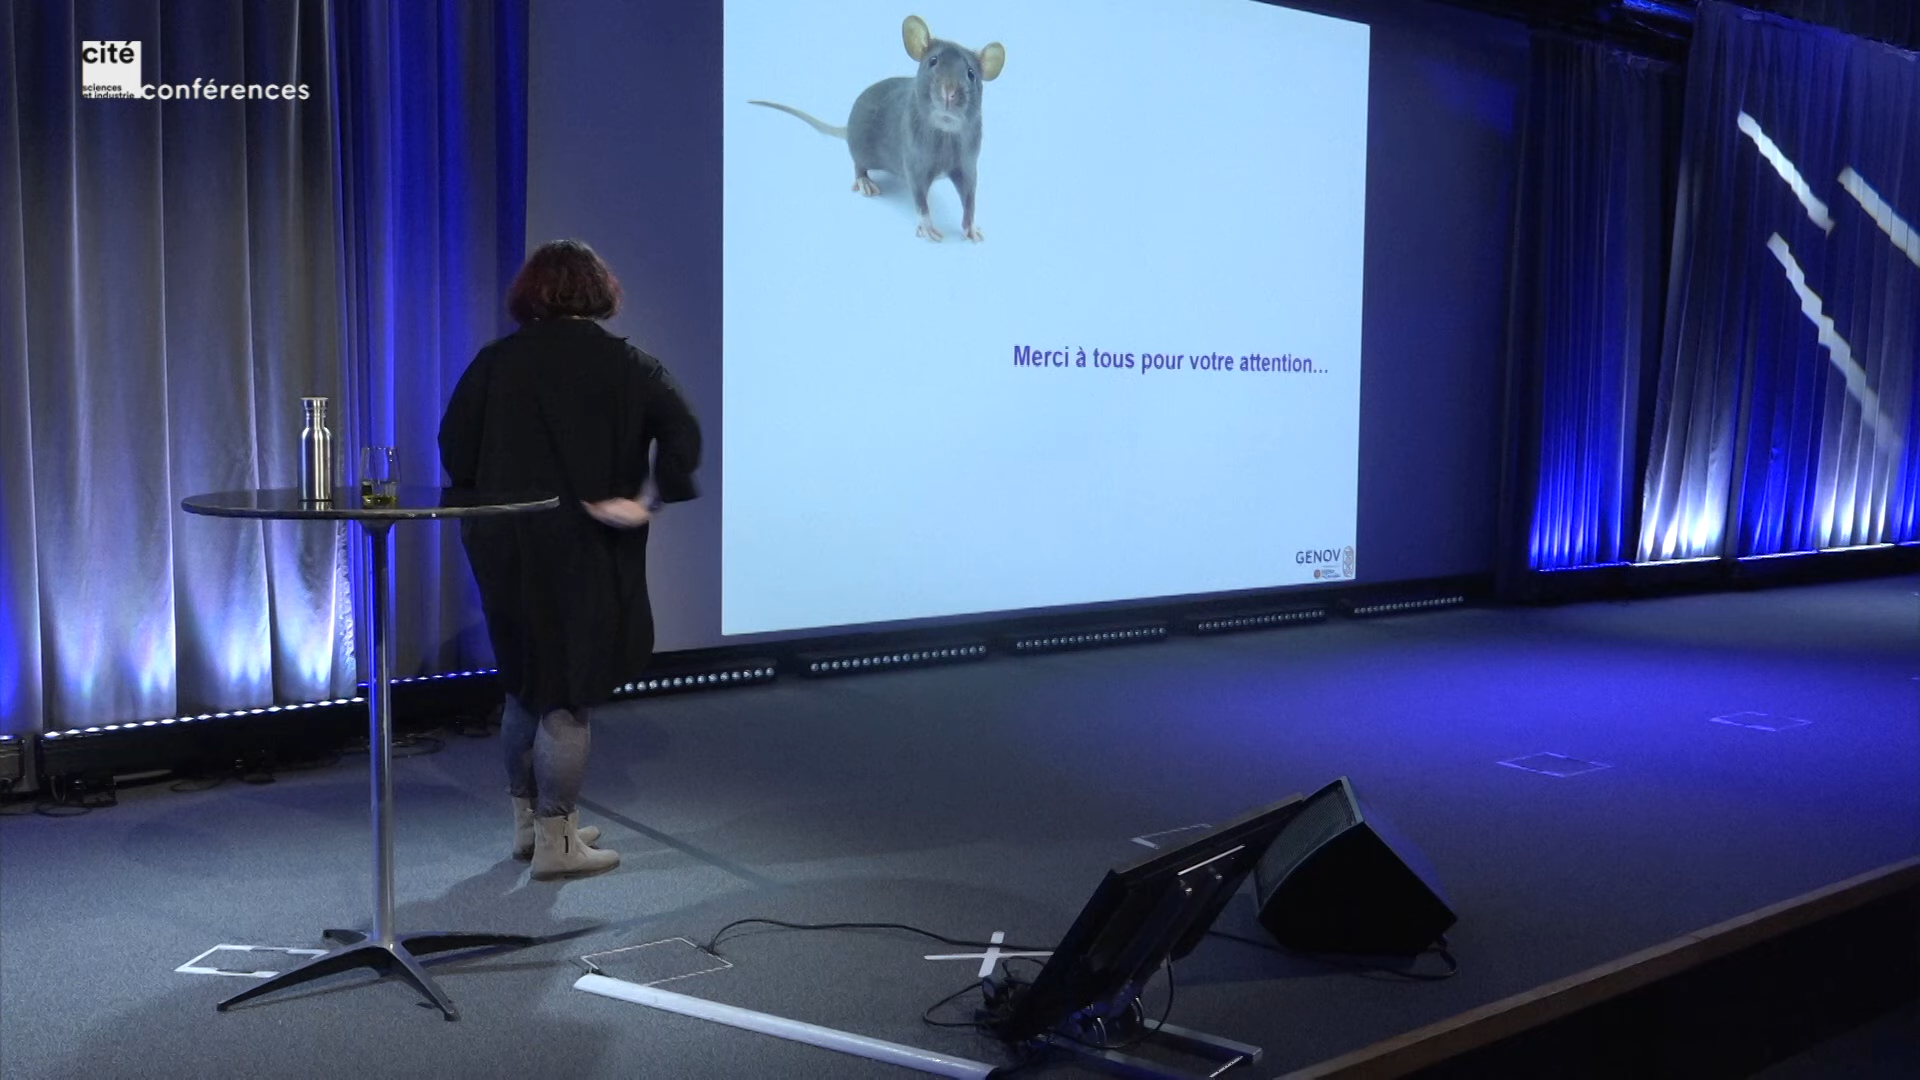 cité
sciences
et industrie
conférences
Merci à tous pour votre attention...
GENOV